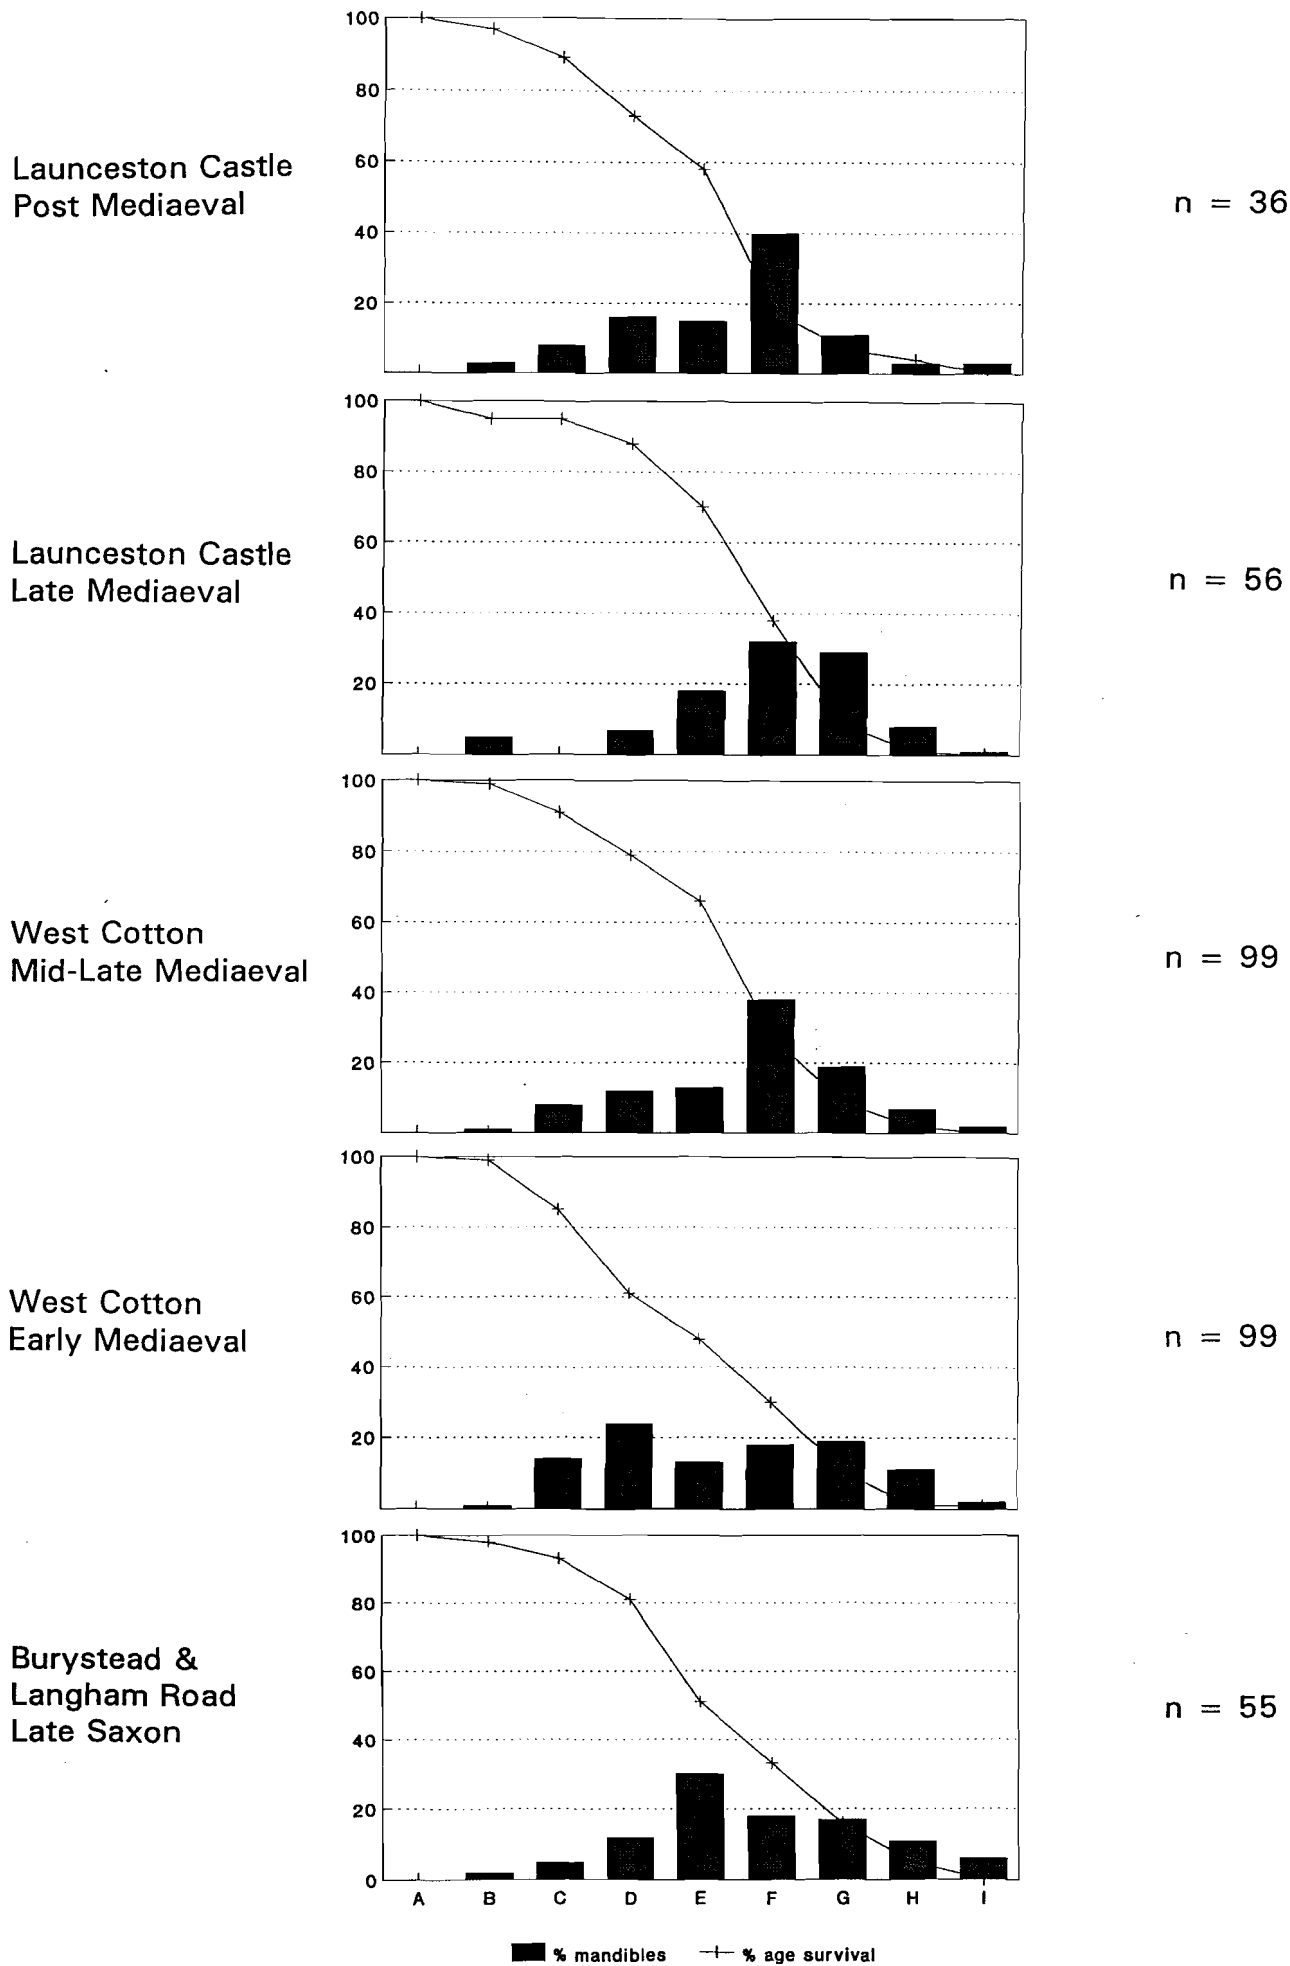 100
80
60
40
20
Launceston Castle
Post Mediaeval
n = 36
100
80
60
40
20
Launceston Castle
Late Mediaeval
n = 56
100
80
60
40
20
West Cotton
Mid-Late Mediaeval
n = 99
100
80
60
40
20
West Cotton
Early Mediaeval
n = 99
100
80
60
40
20
0
Burystead &
Langham Road
Late Saxon
n = 55
A B C D E F G H I
% mandibles % age survival